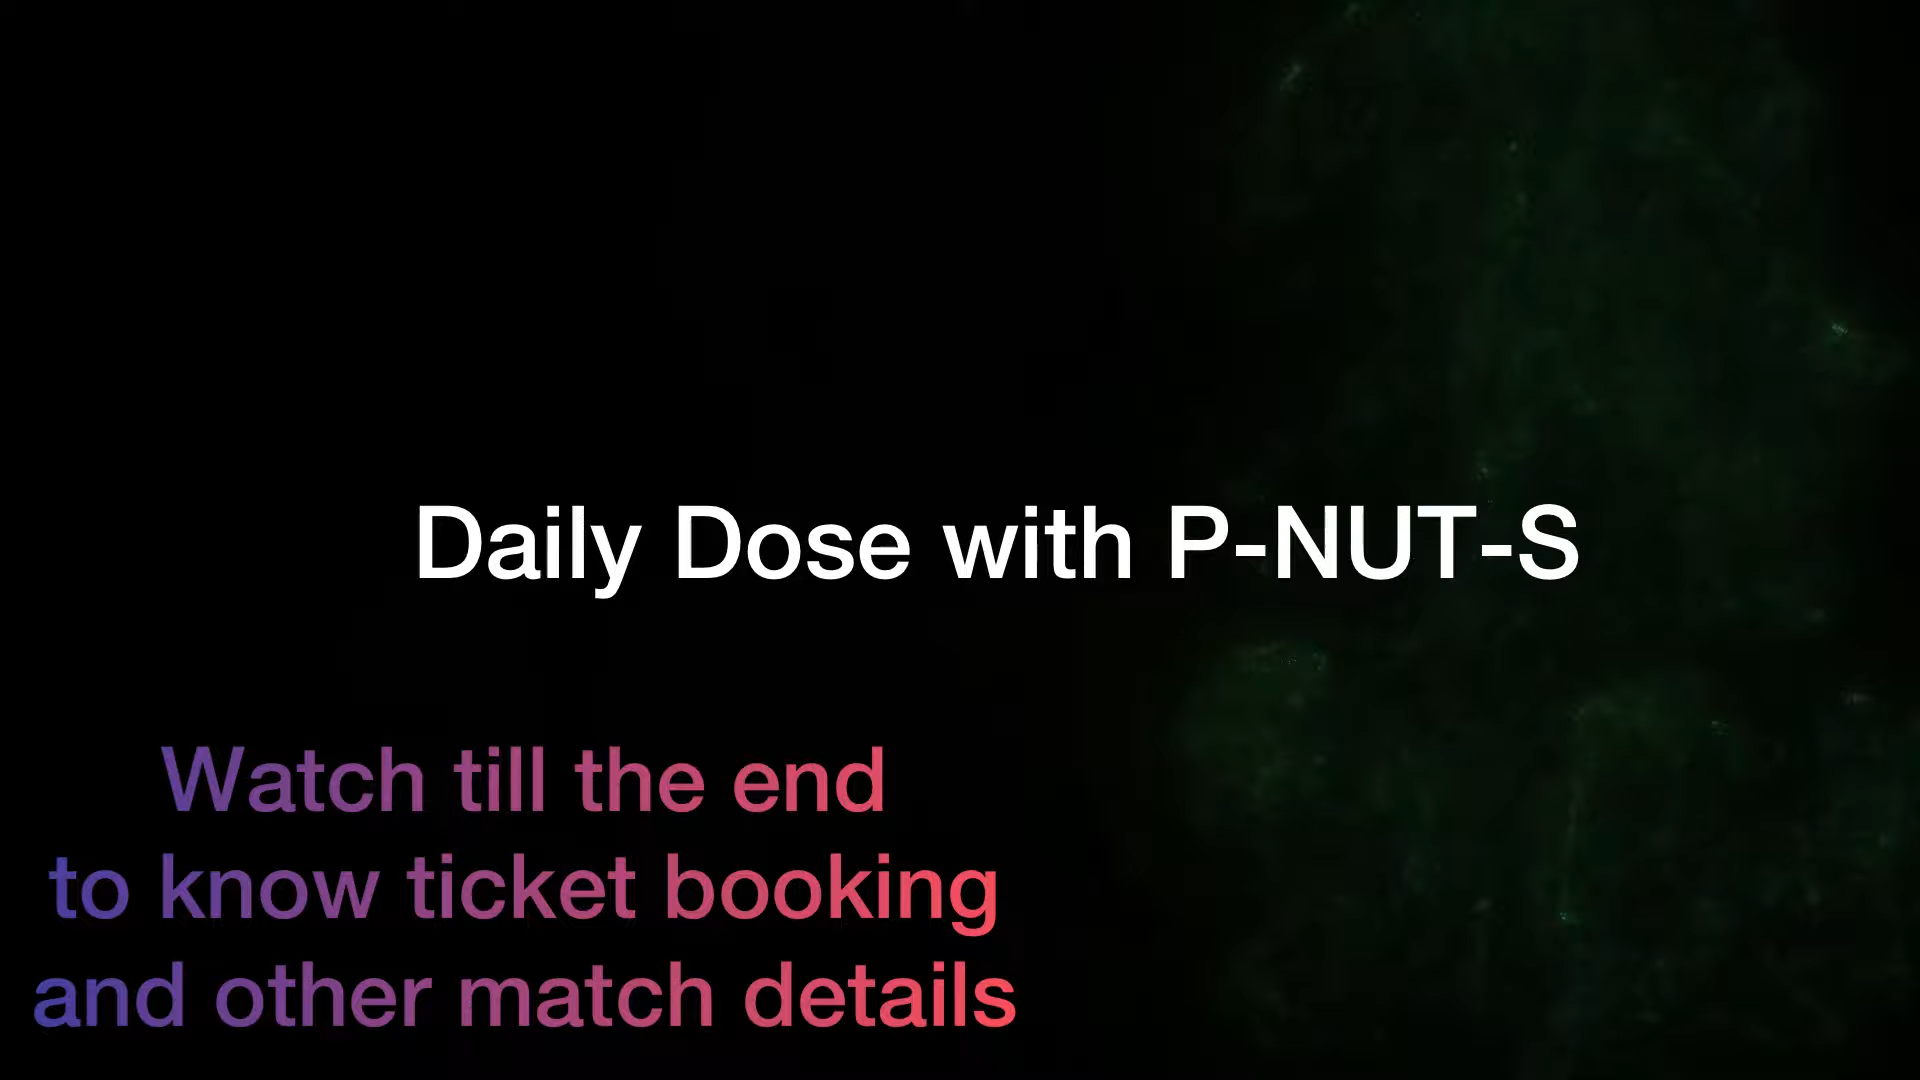 Daily Dose with P-NUT-S
Watch till the end
to know ticket booking
and other match details